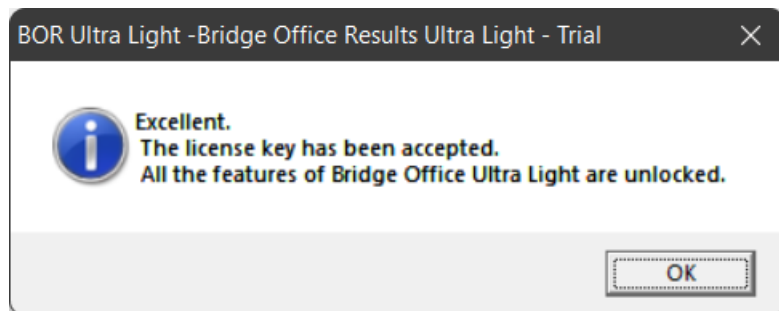 BOR Ultra Light -Bridge Office Results Ultra Light - Trial
Excellent.
The license key has been accepted.
All the features of Bridge Office Ultra Light are unlocked.
OK